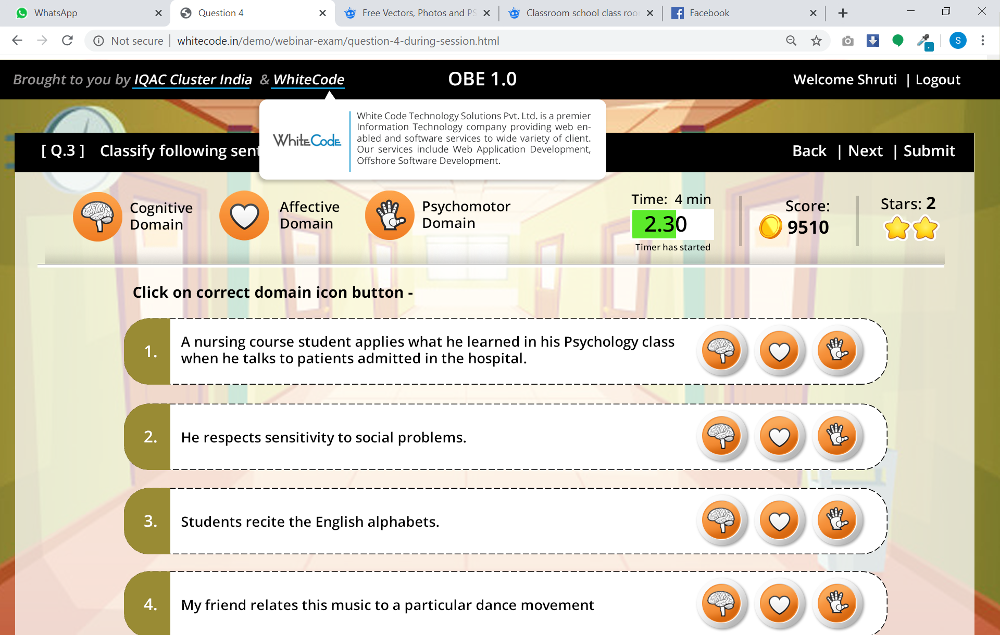 WhatsApp
Question 4
Free Vectors, Photos and PS
Classroom school class roo
Facebook
Not secure
whitecode.in/demo/webinar-exam/question-4-during-session.html
S
Brought to you by IQAC Cluster India & WhiteCode
OBE 1.0
Welcome Shruti | Logout
WhiteCode
White Code Technology Solutions Pvt. Ltd. is a premier
Information Technology company providing web en-
abled and software services to wide variety of client.
Our services include Web Application Development,
Offshore Software Development.
[ Q.3 ] Classify following sent
Back | Next | Submit
Cognitive
Domain
Affective
Domain
Psychomotor
Domain
Time: 4 min
2.30
Timer has started
Score:
9510
Stars: 2
Click on correct domain icon button -
1.
A nursing course student applies what he learned in his Psychology class
when he talks to patients admitted in the hospital.
2.
He respects sensitivity to social problems.
3.
Students recite the English alphabets.
4.
My friend relates this music to a particular dance movement